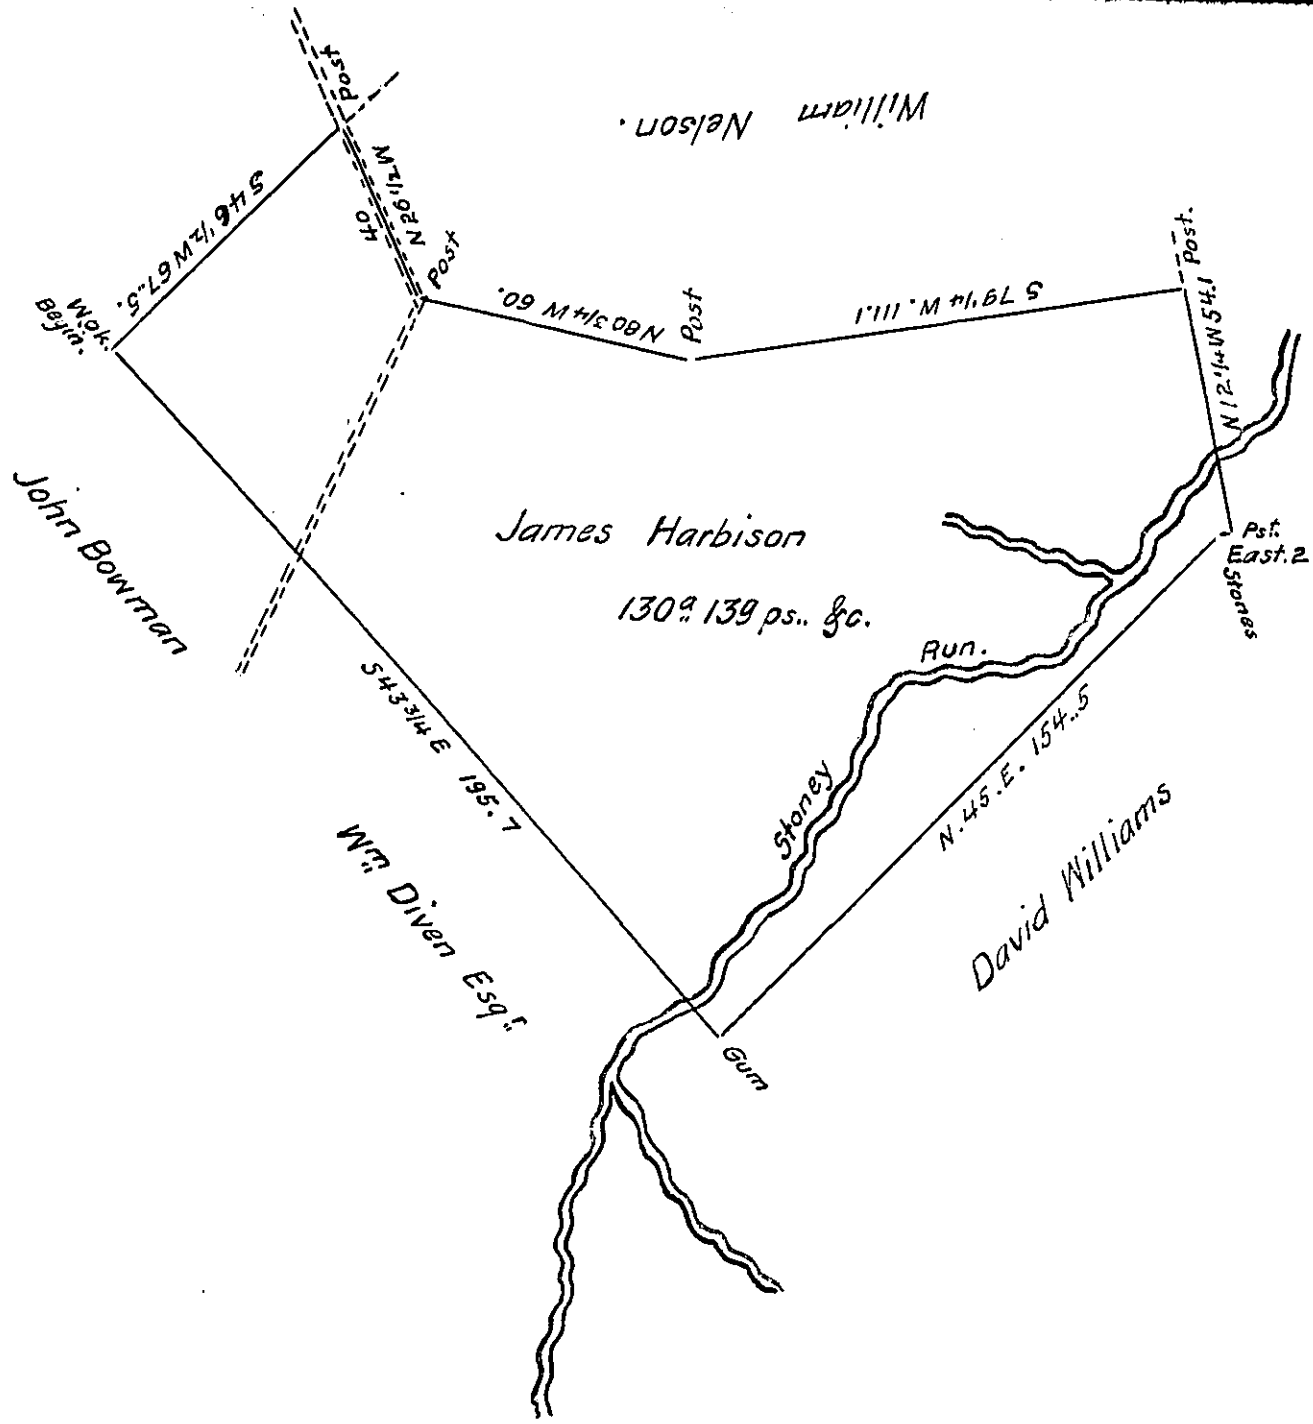 William Nelson.
Post
S 46 1/2 W 67..5.
N 26 1/2 W
40
Post
N 80 3/4 W 60.
Post
S 79 1/4 W. 111.1
Post.
N 12 1/4 W 54.1
Pst.
East. 2
Stones
Begin.
W.ok.
John Bowman
James Harbison
130a.. 139 ps.. &c.
Run.
Stoney
S 43 3/4 E 195.7
N. 45. E. 154..5
Wm.. Diven Esqr..
David Williams
Gum